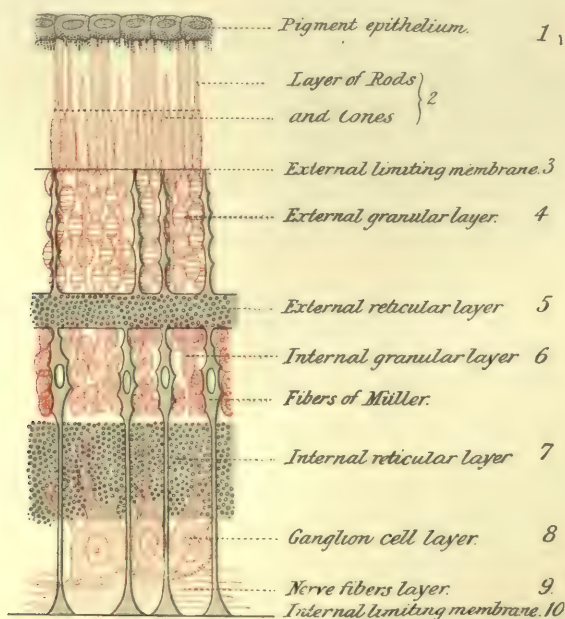 Pigment epithelium. 1
Layer of Rods
and Cones } 2
External limiting membrane. 3
External granular layer. 4
External reticular layer 5
Internal granular layer 6
Fibers of Müller.
Internal reticular layer 7
Ganglion cell layer. 8
Nerve fibers layer. 9.
Internal limiting membrane. 10